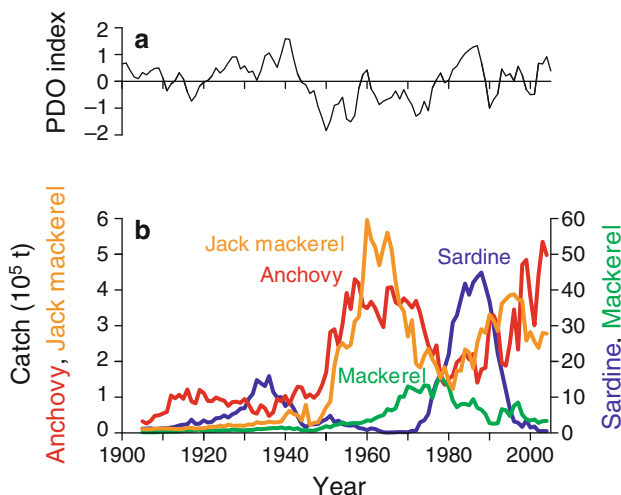 a
PDO index
2
1
0
−1
−2
b
Catch (10⁵ t)
Anchovy, Jack mackerel
6
5
4
3
2
1
0
Jack mackerel
Anchovy
Sardine
Mackerel
60
50
40
30
20
10
0
Sardine. Mackerel
1900 1920 1940 1960 1980 2000
Year